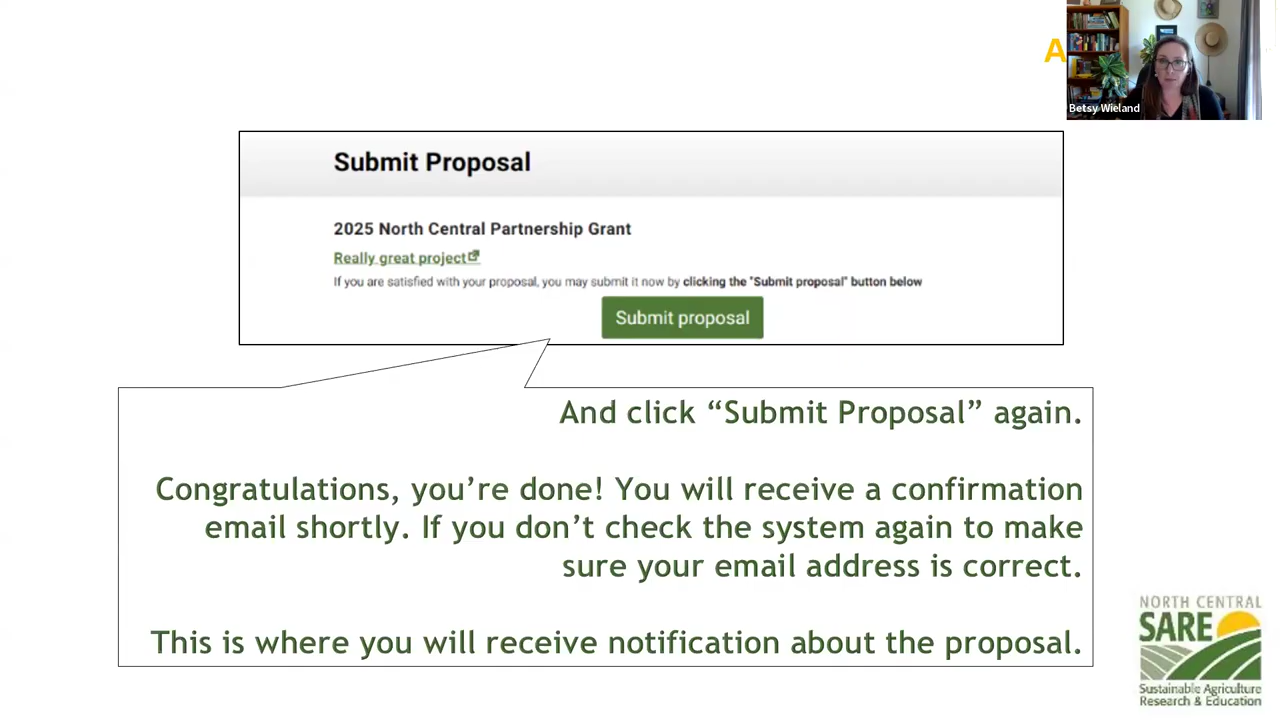 A
Betsy Wieland
Submit Proposal
2025 North Central Partnership Grant
Really great project
If you are satisfied with your proposal, you may submit it now by clicking the "Submit proposal" button below
Submit proposal
And click “Submit Proposal” again.
Congratulations, you’re done! You will receive a confirmation
email shortly. If you don’t check the system again to make
sure your email address is correct.
This is where you will receive notification about the proposal.
NORTH CENTRAL
SARE
Sustainable Agriculture
Research & Education